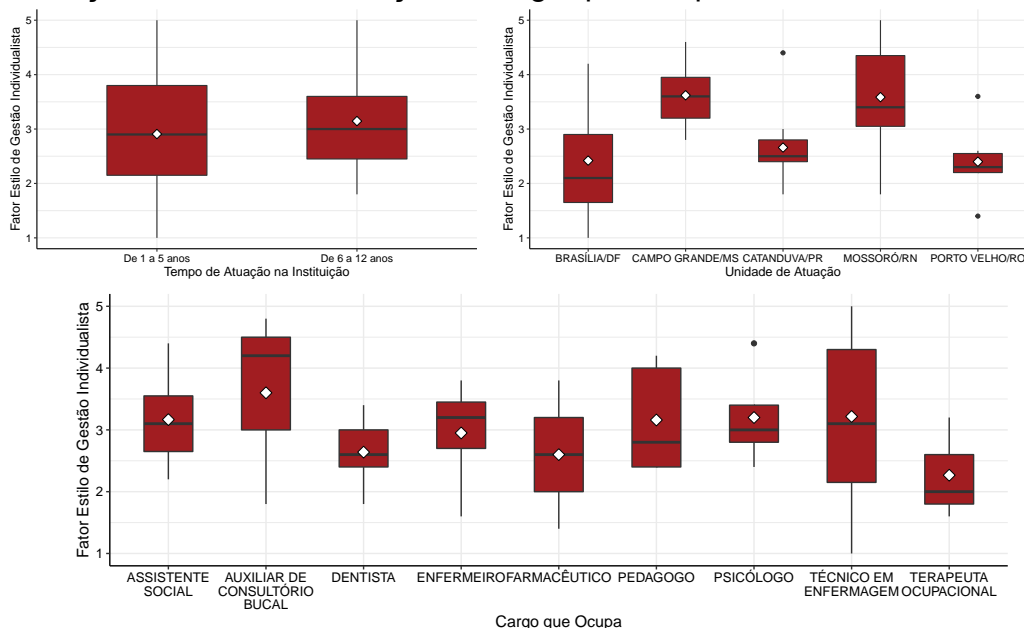 5
4
3
2
1
Fator Estilo de Gestão Individualista
De 1 a 5 anos
De 6 a 12 anos
Tempo de Atuação na Instituição
5
4
3
2
1
Fator Estilo de Gestão Individualista
BRASÍLIA/DF
CAMPO GRANDE/MS
CATANDUVA/PR
MOSSORÓ/RN
PORTO VELHO/RO
Unidade de Atuação
5
4
3
2
1
Fator Estilo de Gestão Individualista
ASSISTENTE
SOCIAL
AUXILIAR DE
CONSULTÓRIO
BUCAL
DENTISTA
ENFERMEIRO
FARMACÊUTICO
PEDAGOGO
PSICÓLOGO
TÉCNICO EM
ENFERMAGEM
TERAPEUTA
OCUPACIONAL
Cargo que Ocupa